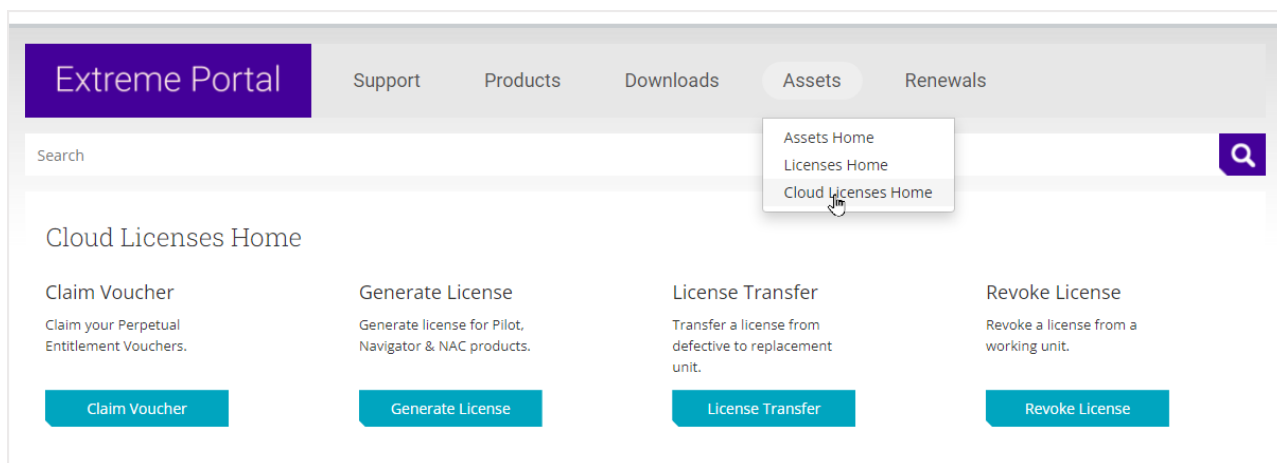 Extreme Portal Support Products Downloads Assets Renewals
Assets Home
Licenses Home
Cloud Licenses Home
Search
Cloud Licenses Home
Claim Voucher
Claim your Perpetual
Entitlement Vouchers.
Claim Voucher
Generate License
Generate license for Pilot,
Navigator & NAC products.
Generate License
License Transfer
Transfer a license from
defective to replacement
unit.
License Transfer
Revoke License
Revoke a license from a
working unit.
Revoke License